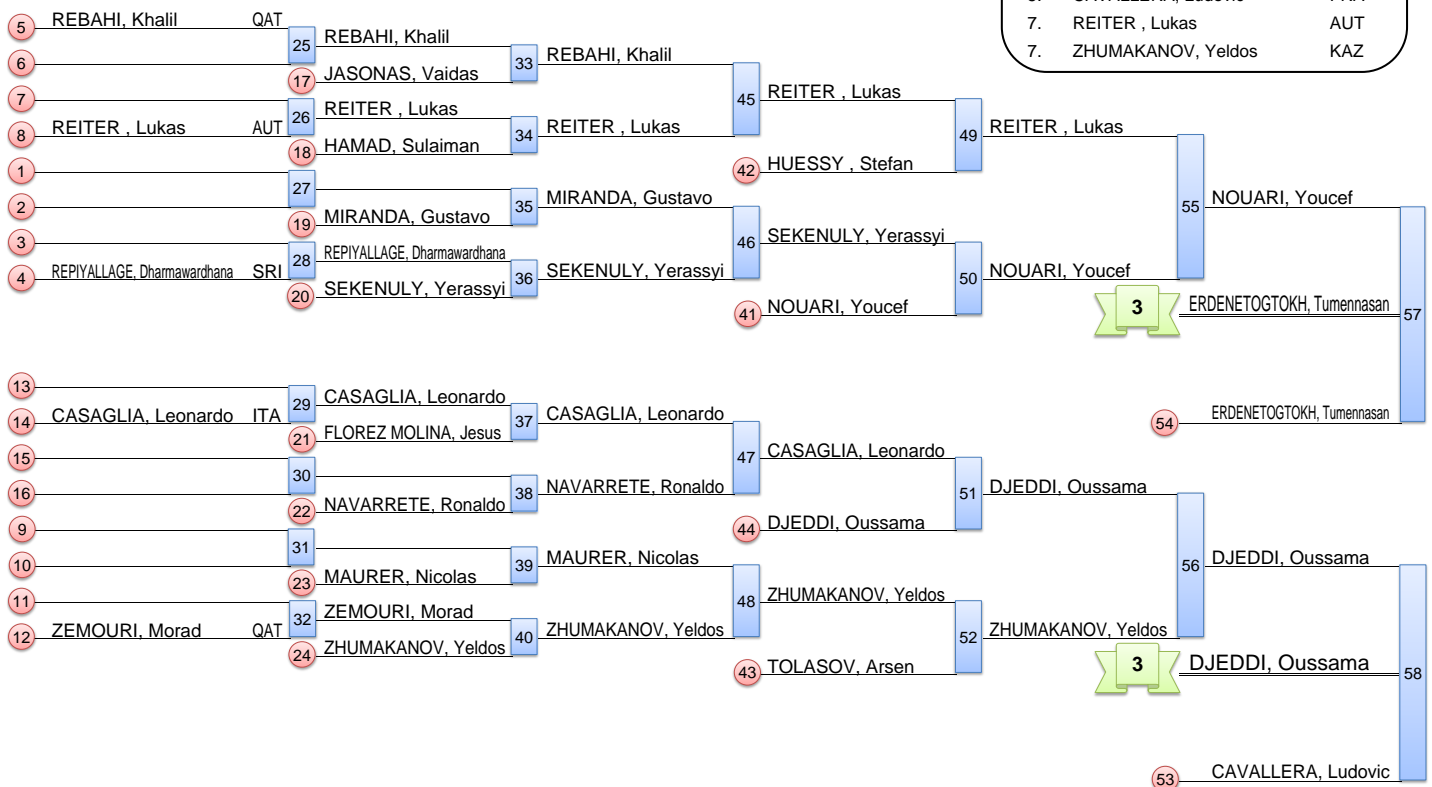 5 REBAHI, Khalil QAT
7. REITER , Lukas AUT
7. ZHUMAKANOV, Yeldos KAZ
25 REBAHI, Khalil
6
17 JASONAS, Vaidas
33 REBAHI, Khalil
7
26 REITER , Lukas
8 REITER , Lukas AUT
18 HAMAD, Sulaiman
34 REITER , Lukas
45 REITER , Lukas
42 HUESSY , Stefan
49 REITER , Lukas
1
27
2
19 MIRANDA, Gustavo
35 MIRANDA, Gustavo
3
28 REPIYALLAGE, Dharmawardhana
4 REPIYALLAGE, Dharmawardhana SRI
20 SEKENULY, Yerassyi
36 SEKENULY, Yerassyi
46 SEKENULY, Yerassyi
41 NOUARI, Youcef
50 NOUARI, Youcef
55 NOUARI, Youcef
3 ERDENETOGTOKH, Tumennasan
57
54 ERDENETOGTOKH, Tumennasan
13
29 CASAGLIA, Leonardo
14 CASAGLIA, Leonardo ITA
21 FLOREZ MOLINA, Jesus
37 CASAGLIA, Leonardo
15
30
16
22 NAVARRETE, Ronaldo
38 NAVARRETE, Ronaldo
47 CASAGLIA, Leonardo
44 DJEDDI, Oussama
51 DJEDDI, Oussama
9
31
10
23 MAURER, Nicolas
39 MAURER, Nicolas
11
32 ZEMOURI, Morad
12 ZEMOURI, Morad QAT
24 ZHUMAKANOV, Yeldos
40 ZHUMAKANOV, Yeldos
48 ZHUMAKANOV, Yeldos
43 TOLASOV, Arsen
52 ZHUMAKANOV, Yeldos
56 DJEDDI, Oussama
3 DJEDDI, Oussama
58
53 CAVALLERA, Ludovic